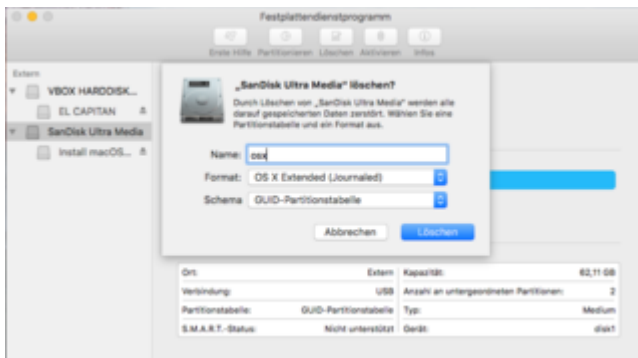 Festplattendienstprogramm
Erste Hilfe Partitionieren Löschen Aktivieren Infos
Extern
VBOX HARDDISK...
EL CAPITAN
SanDisk Ultra Media
Install macOS...
„SanDisk Ultra Media“ löschen?
Durch Löschen von „SanDisk Ultra Media“ werden alle
darauf gespeicherten Daten zerstört. Wählen Sie eine
Partitionstabelle und ein Format aus.
Name: osx
Format: OS X Extended (Journaled)
Schema GUID-Partitionstabelle
Abbrechen Löschen
Ort: Extern Kapazität: 62,11 GB
Verbindung: USB Anzahl an untergeordneten Partitionen: 2
Partitionstabelle: GUID-Partitionstabelle Typ: Medium
S.M.A.R.T.-Status: Nicht unterstützt Gerät: disk1